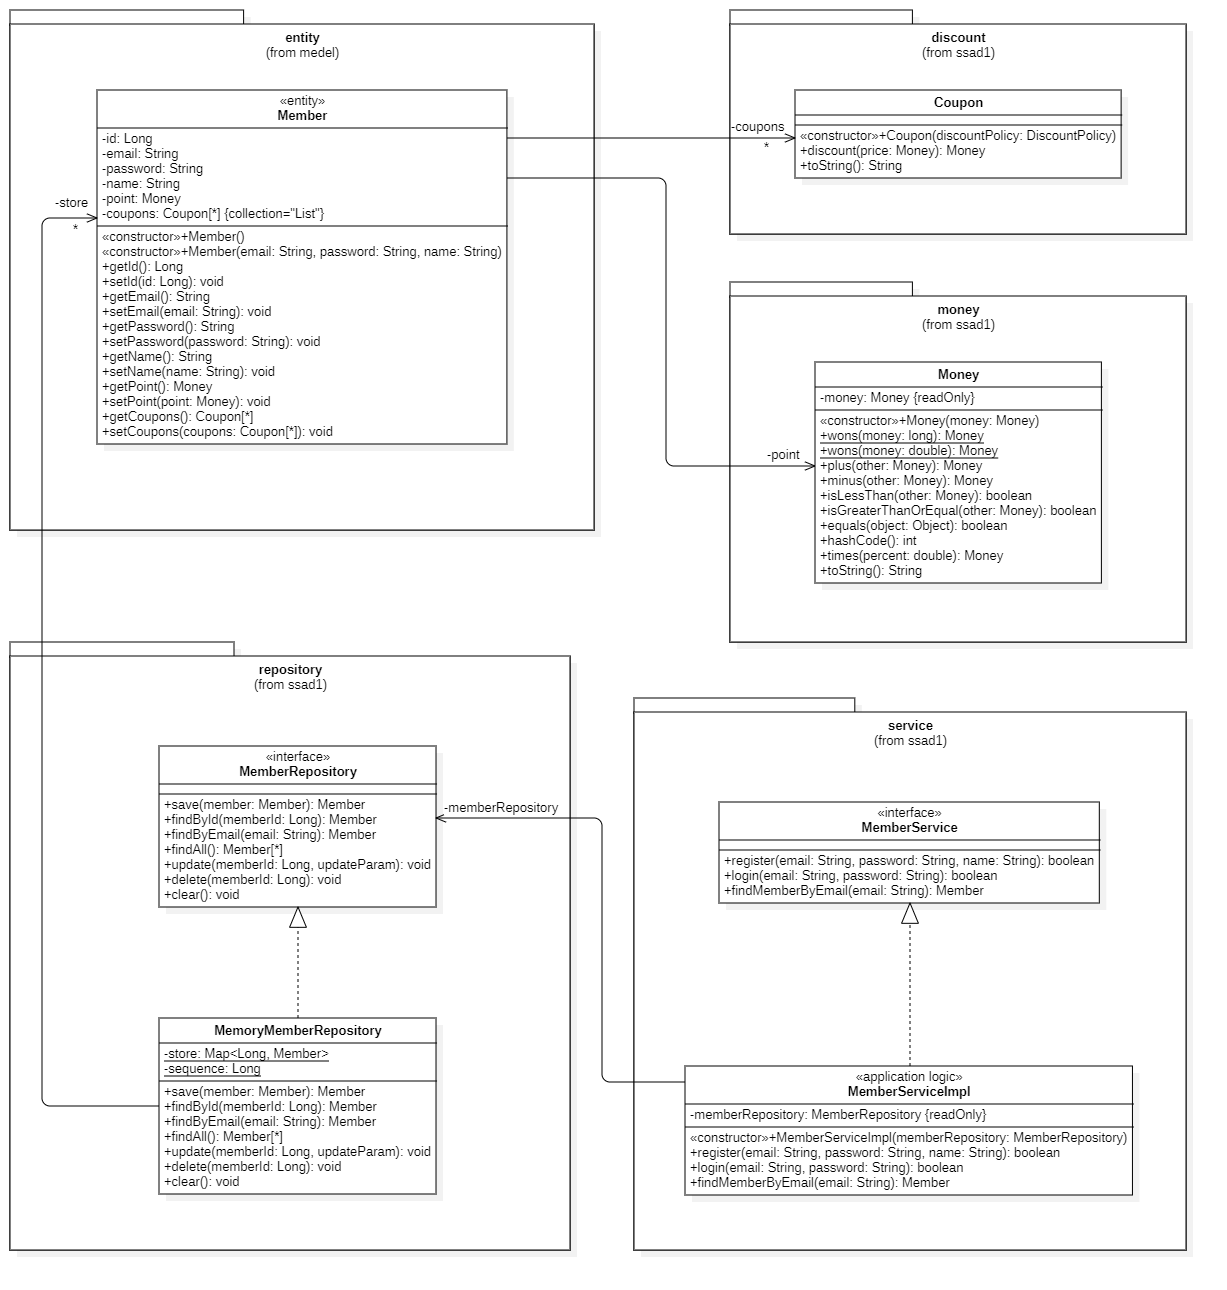 entity
(from medel)
«entity»
Member
-id: Long
-email: String
-password: String
-name: String
-point: Money
-coupons: Coupon[*] {collection="List"}
«constructor»+Member()
«constructor»+Member(email: String, password: String, name: String)
+getId(): Long
+setId(id: Long): void
+getEmail(): String
+setEmail(email: String): void
+getPassword(): String
+setPassword(password: String): void
+getName(): String
+setName(name: String): void
+getPoint(): Money
+setPoint(point: Money): void
+getCoupons(): Coupon[*]
+setCoupons(coupons: Coupon[*]): void
-store
*
discount
(from ssad1)
Coupon
«constructor»+Coupon(discountPolicy: DiscountPolicy)
+discount(price: Money): Money
+toString(): String
-coupons
*
money
(from ssad1)
Money
-money: Money {readOnly}
«constructor»+Money(money: Money)
+wons(money: long): Money
+wons(money: double): Money
+plus(other: Money): Money
+minus(other: Money): Money
+isLessThan(other: Money): boolean
+isGreaterThanOrEqual(other: Money): boolean
+equals(object: Object): boolean
+hashCode(): int
+times(percent: double): Money
+toString(): String
-point
repository
(from ssad1)
«interface»
MemberRepository
+save(member: Member): Member
+findById(memberId: Long): Member
+findByEmail(email: String): Member
+findAll(): Member[*]
+update(memberId: Long, updateParam): void
+delete(memberId: Long): void
+clear(): void
-memberRepository
MemoryMemberRepository
-store: Map<Long, Member>
-sequence: Long
+save(member: Member): Member
+findById(memberId: Long): Member
+findByEmail(email: String): Member
+findAll(): Member[*]
+update(memberId: Long, updateParam): void
+delete(memberId: Long): void
+clear(): void
service
(from ssad1)
«interface»
MemberService
+register(email: String, password: String, name: String): boolean
+login(email: String, password: String): boolean
+findMemberByEmail(email: String): Member
«application logic»
MemberServiceImpl
-memberRepository: MemberRepository {readOnly}
«constructor»+MemberServiceImpl(memberRepository: MemberRepository)
+register(email: String, password: String, name: String): boolean
+login(email: String, password: String): boolean
+findMemberByEmail(email: String): Member